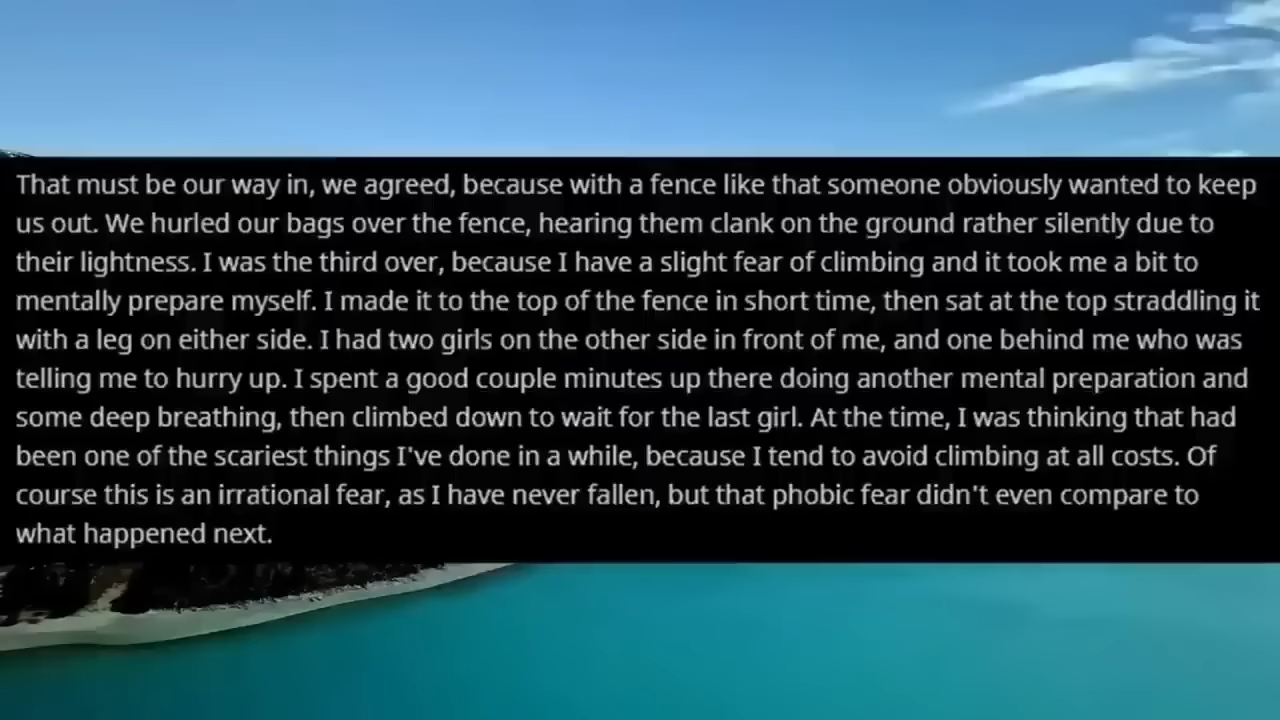 That must be our way in, we agreed, because with a fence like that someone obviously wanted to keep
us out. We hurled our bags over the fence, hearing them clank on the ground rather silently due to
their lightness. I was the third over, because I have a slight fear of climbing and it took me a bit to
mentally prepare myself. I made it to the top of the fence in short time, then sat at the top straddling it
with a leg on either side. I had two girls on the other side in front of me, and one behind me who was
telling me to hurry up. I spent a good couple minutes up there doing another mental preparation and
some deep breathing, then climbed down to wait for the last girl. At the time, I was thinking that had
been one of the scariest things I've done in a while, because I tend to avoid climbing at all costs. Of
course this is an irrational fear, as I have never fallen, but that phobic fear didn't even compare to
what happened next.